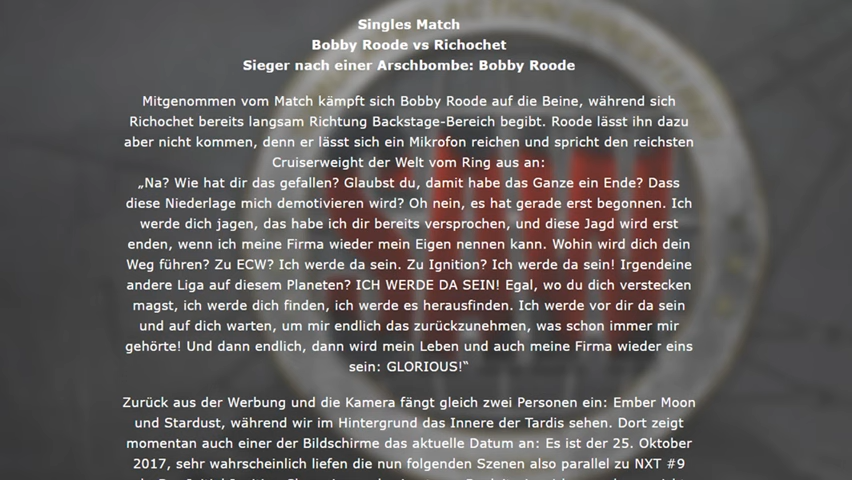 Singles Match
Bobby Roode vs Richochet
Sieger nach einer Arschbombe: Bobby Roode
Mitgenommen vom Match kämpft sich Bobby Roode auf die Beine, während sich
Richochet bereits langsam Richtung Backstage-Bereich begibt. Roode lässt ihn dazu
aber nicht kommen, denn er lässt sich ein Mikrofon reichen und spricht den reichsten
Cruiserweight der Welt vom Ring aus an:
„Na? Wie hat dir das gefallen? Glaubst du, damit habe das Ganze ein Ende? Dass
diese Niederlage mich demotivieren wird? Oh nein, es hat gerade erst begonnen. Ich
werde dich jagen, das habe ich dir bereits versprochen, und diese Jagd wird erst
enden, wenn ich meine Firma wieder mein Eigen nennen kann. Wohin wird dich dein
Weg führen? Zu ECW? Ich werde da sein. Zu Ignition? Ich werde da sein! Irgendeine
andere Liga auf diesem Planeten? ICH WERDE DA SEIN! Egal, wo du dich verstecken
magst, ich werde dich finden, ich werde es herausfinden. Ich werde vor dir da sein
und auf dich warten, um mir endlich das zurückzunehmen, was schon immer mir
gehörte! Und dann endlich, dann wird mein Leben und auch meine Firma wieder eins
sein: GLORIOUS!“
Zurück aus der Werbung und die Kamera fängt gleich zwei Personen ein: Ember Moon
und Stardust, während wir im Hintergrund das Innere der Tardis sehen. Dort zeigt
momentan auch einer der Bildschirme das aktuelle Datum an: Es ist der 25. Oktober
2017, sehr wahrscheinlich liefen die nun folgenden Szenen also parallel zu NXT #9